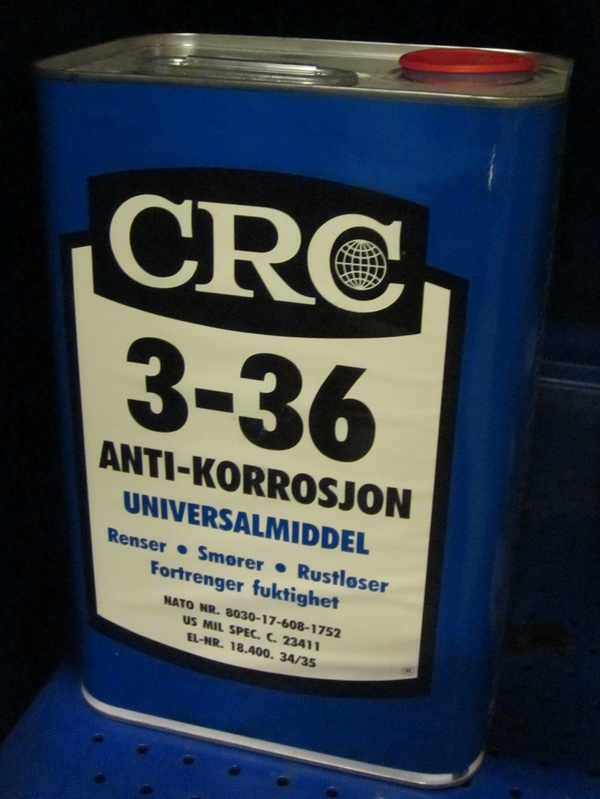 CRC
3-36
ANTI-KORROSJON
UNIVERSALMIDDEL
Renser • Smører • Rustløser
Fortrenger fuktighet
NATO NR. 8030-17-608-1752
US MIL SPEC. C. 23411
EL-NR. 18.400. 34/35